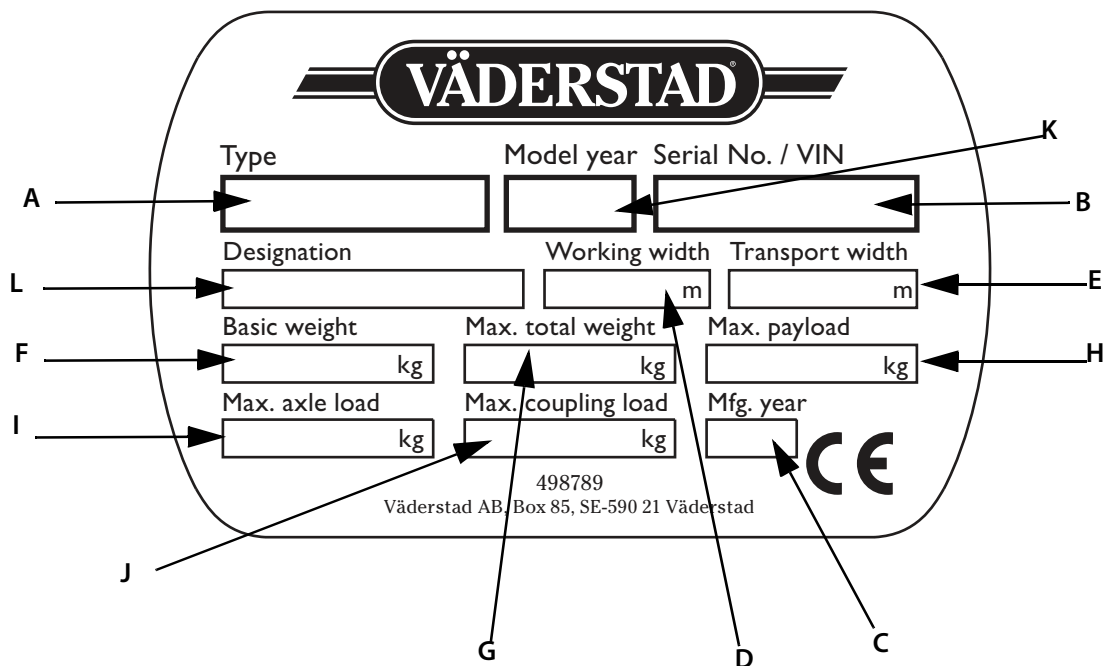 VÄDERSTAD®
K
Type Model year Serial No. / VIN
A B
Designation Working width Transport width
L m m E
Basic weight Max. total weight Max. payload
F kg kg kg H
Max. axle load Max. coupling load Mfg. year
I kg kg CE
498789
Väderstad AB, Box 85, SE-590 21 Väderstad
J
G D C